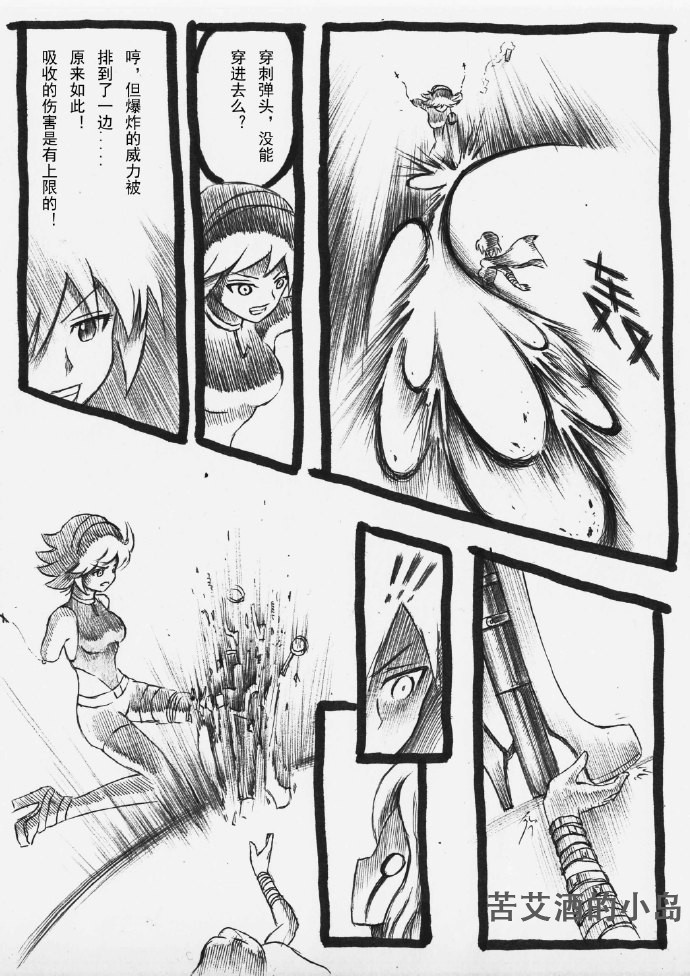 轰
穿刺弹头，没能
穿进去么？
哼，但爆炸的威力被
排到了一边.....
原来如此！
吸收的伤害是有上限的！
!!
苦艾酒的小岛